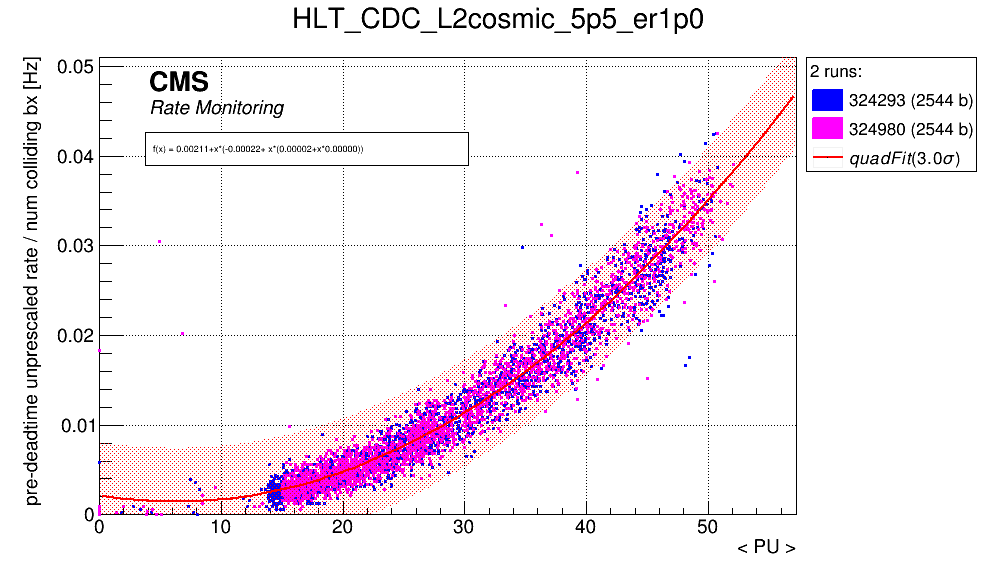 HLT_CDC_L2cosmic_5p5_er1p0
pre-deadtime unprescaled rate / num colliding bx [Hz]
0.05
0.04
0.03
0.02
0.01
0
CMS
Rate Monitoring
f(x) = 0.00211+x*(-0.00022+ x*(0.00002+x*0.00000))
0 10 20 30 40 50
< PU >
2 runs:
324293 (2544 b)
324980 (2544 b)
quadFit(3.0σ)